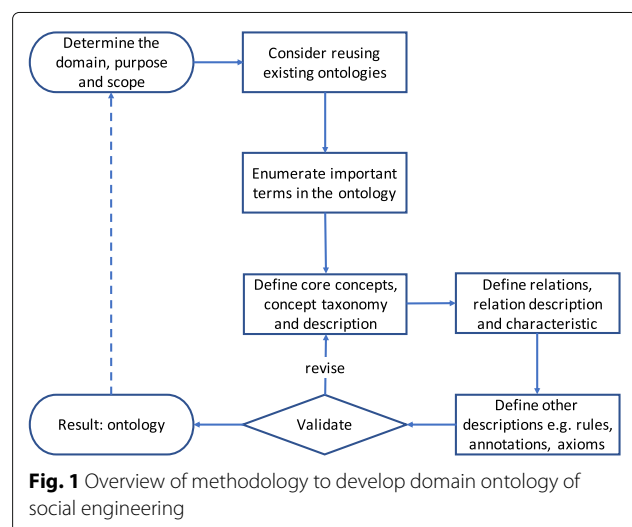 Determine the
domain, purpose
and scope
Consider reusing
existing ontologies
Enumerate important
terms in the ontology
Define core concepts,
concept taxonomy
and description
Define relations,
relation description
and characteristic
revise
Result: ontology
Validate
Define other
descriptions e.g. rules,
annotations, axioms
Fig. 1 Overview of methodology to develop domain ontology of
social engineering